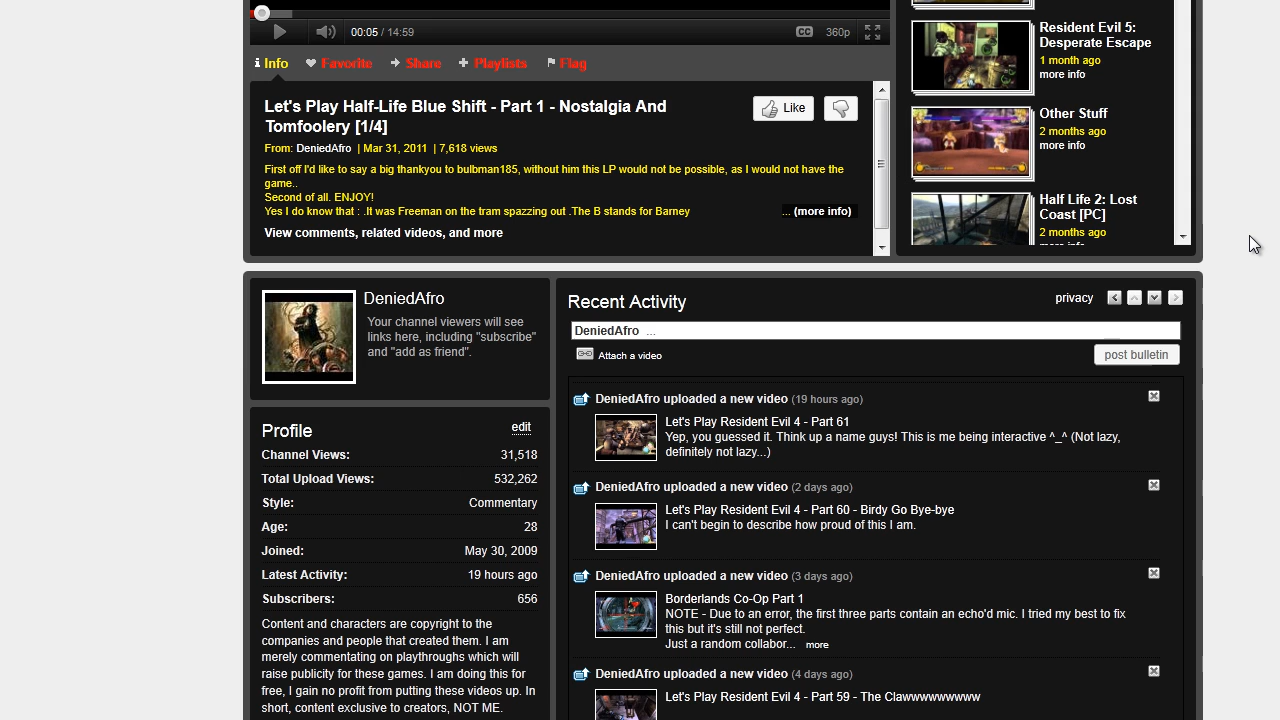 00:05 / 14:59
CC
360p
Info
Favorite
Share
Playlists
Flag
Let's Play Half-Life Blue Shift - Part 1 - Nostalgia And
Tomfoolery [1/4]
Like
From: DeniedAfro | Mar 31, 2011 | 7,618 views
First off I'd like to say a big thankyou to bulbman185, without him this LP would not be possible, as I would not have the
game..
Second of all. ENJOY!
Yes I do know that : .It was Freeman on the tram spazzing out .The B stands for Barney
... (more info)
View comments, related videos, and more
Resident Evil 5:
Desperate Escape
1 month ago
more info
Other Stuff
2 months ago
more info
Half Life 2: Lost
Coast [PC]
2 months ago
more info
DeniedAfro
Your channel viewers will see
links here, including "subscribe"
and "add as friend".
Profile
edit
Channel Views: 31,518
Total Upload Views: 532,262
Style: Commentary
Age: 28
Joined: May 30, 2009
Latest Activity: 19 hours ago
Subscribers: 656
Content and characters are copyright to the
companies and people that created them. I am
merely commentating on playthroughs which will
raise publicity for these games. I am doing this for
free, I gain no profit from putting these videos up. In
short, content exclusive to creators, NOT ME.
Recent Activity
privacy
DeniedAfro ...
Attach a video
post bulletin
DeniedAfro uploaded a new video (19 hours ago)
Let's Play Resident Evil 4 - Part 61
Yep, you guessed it. Think up a name guys! This is me being interactive ^_^ (Not lazy,
definitely not lazy...)
DeniedAfro uploaded a new video (2 days ago)
Let's Play Resident Evil 4 - Part 60 - Birdy Go Bye-bye
I can't begin to describe how proud of this I am.
DeniedAfro uploaded a new video (3 days ago)
Borderlands Co-Op Part 1
NOTE - Due to an error, the first three parts contain an echo'd mic. I tried my best to fix
this but it's still not perfect.
Just a random collabor... more
DeniedAfro uploaded a new video (4 days ago)
Let's Play Resident Evil 4 - Part 59 - The Clawwwwwwwww